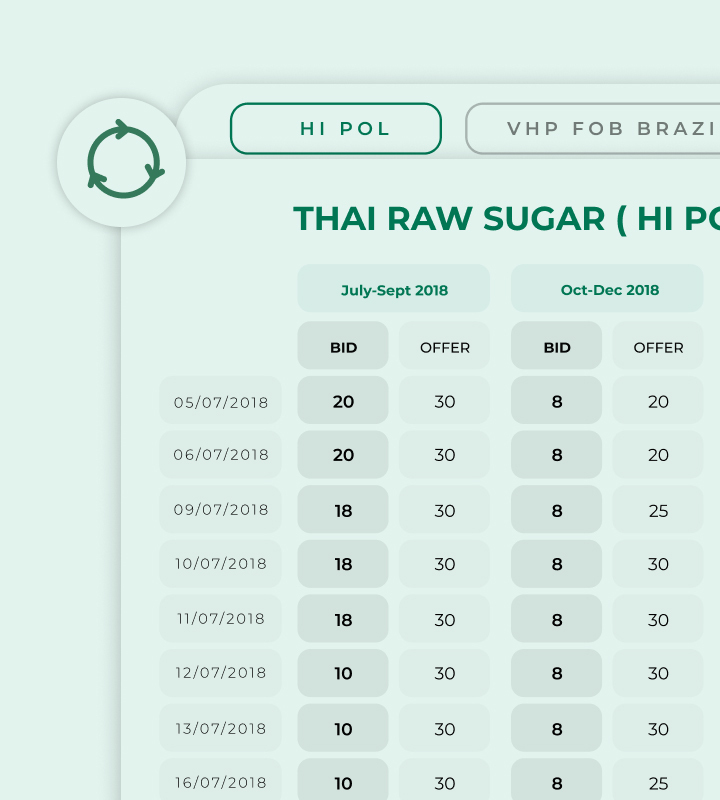 HI POL VHP FOB BRAZI
THAI RAW SUGAR ( HI PO
July-Sept 2018 Oct-Dec 2018
BID OFFER BID OFFER
05/07/2018 20 30 8 20
06/07/2018 20 30 8 20
09/07/2018 18 30 8 25
10/07/2018 18 30 8 30
11/07/2018 18 30 8 30
12/07/2018 10 30 8 30
13/07/2018 10 30 8 30
16/07/2018 10 30 8 25